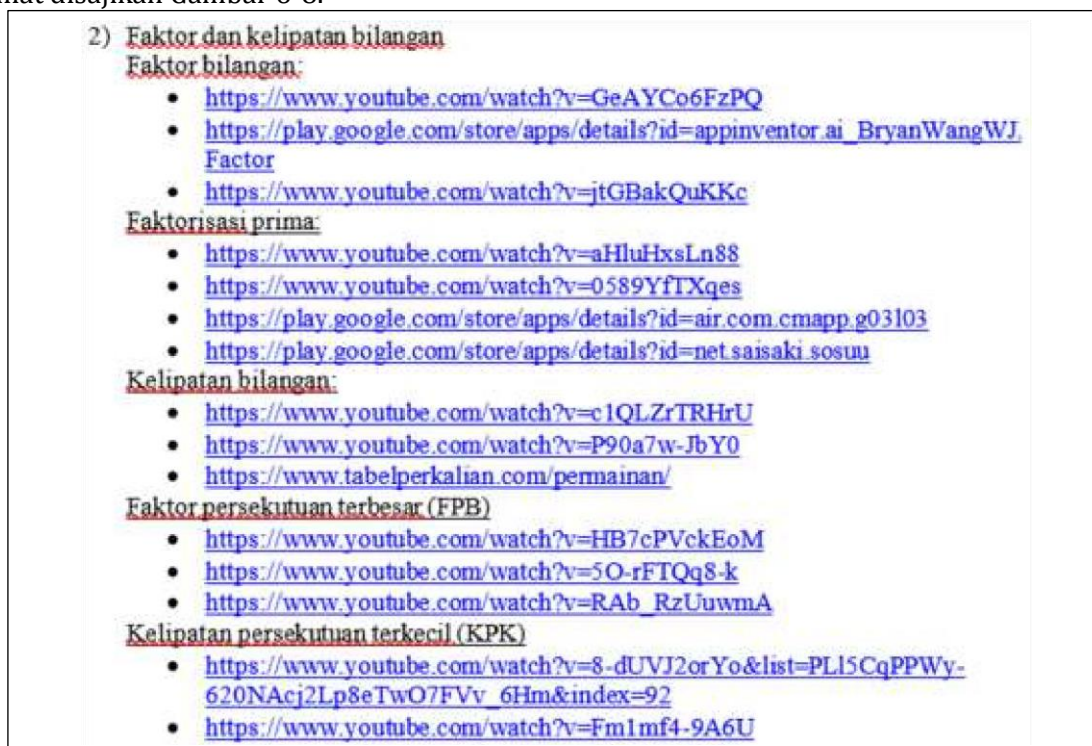 2) Faktor dan kelipatan bilangan
Faktor bilangan:
• https://www.youtube.com/watch?v=GeAYCo6FzPQ
• https://play.google.com/store/apps/details?id=appinventor.ai_BryanWangWJ.
Factor
• https://www.youtube.com/watch?v=jtGBakQuKKc
Faktorisasi prima:
• https://www.youtube.com/watch?v=aHluHxsLn88
• https://www.youtube.com/watch?v=0589YfTXqes
• https://play.google.com/store/apps/details?id=air.com.cmapp.g03l03
• https://play.google.com/store/apps/details?id=net.saisaki.sosuu
Kelipatan bilangan:
• https://www.youtube.com/watch?v=c1QLZrTRHrU
• https://www.youtube.com/watch?v=P90a7w-JbY0
• https://www.tabelperkalian.com/permainan/
Faktor persekutuan terbesar (FPB)
• https://www.youtube.com/watch?v=HB7cPVckEoM
• https://www.youtube.com/watch?v=5O-rFTQq8-k
• https://www.youtube.com/watch?v=RAb_RzUuwmA
Kelipatan persekutuan terkecil (KPK)
• https://www.youtube.com/watch?v=8-dUVJ2orYo&list=PLl5CqPPWy-
620NAcj2Lp8eTwO7FVv_6Hm&index=92
• https://www.youtube.com/watch?v=Fm1mf4-9A6U